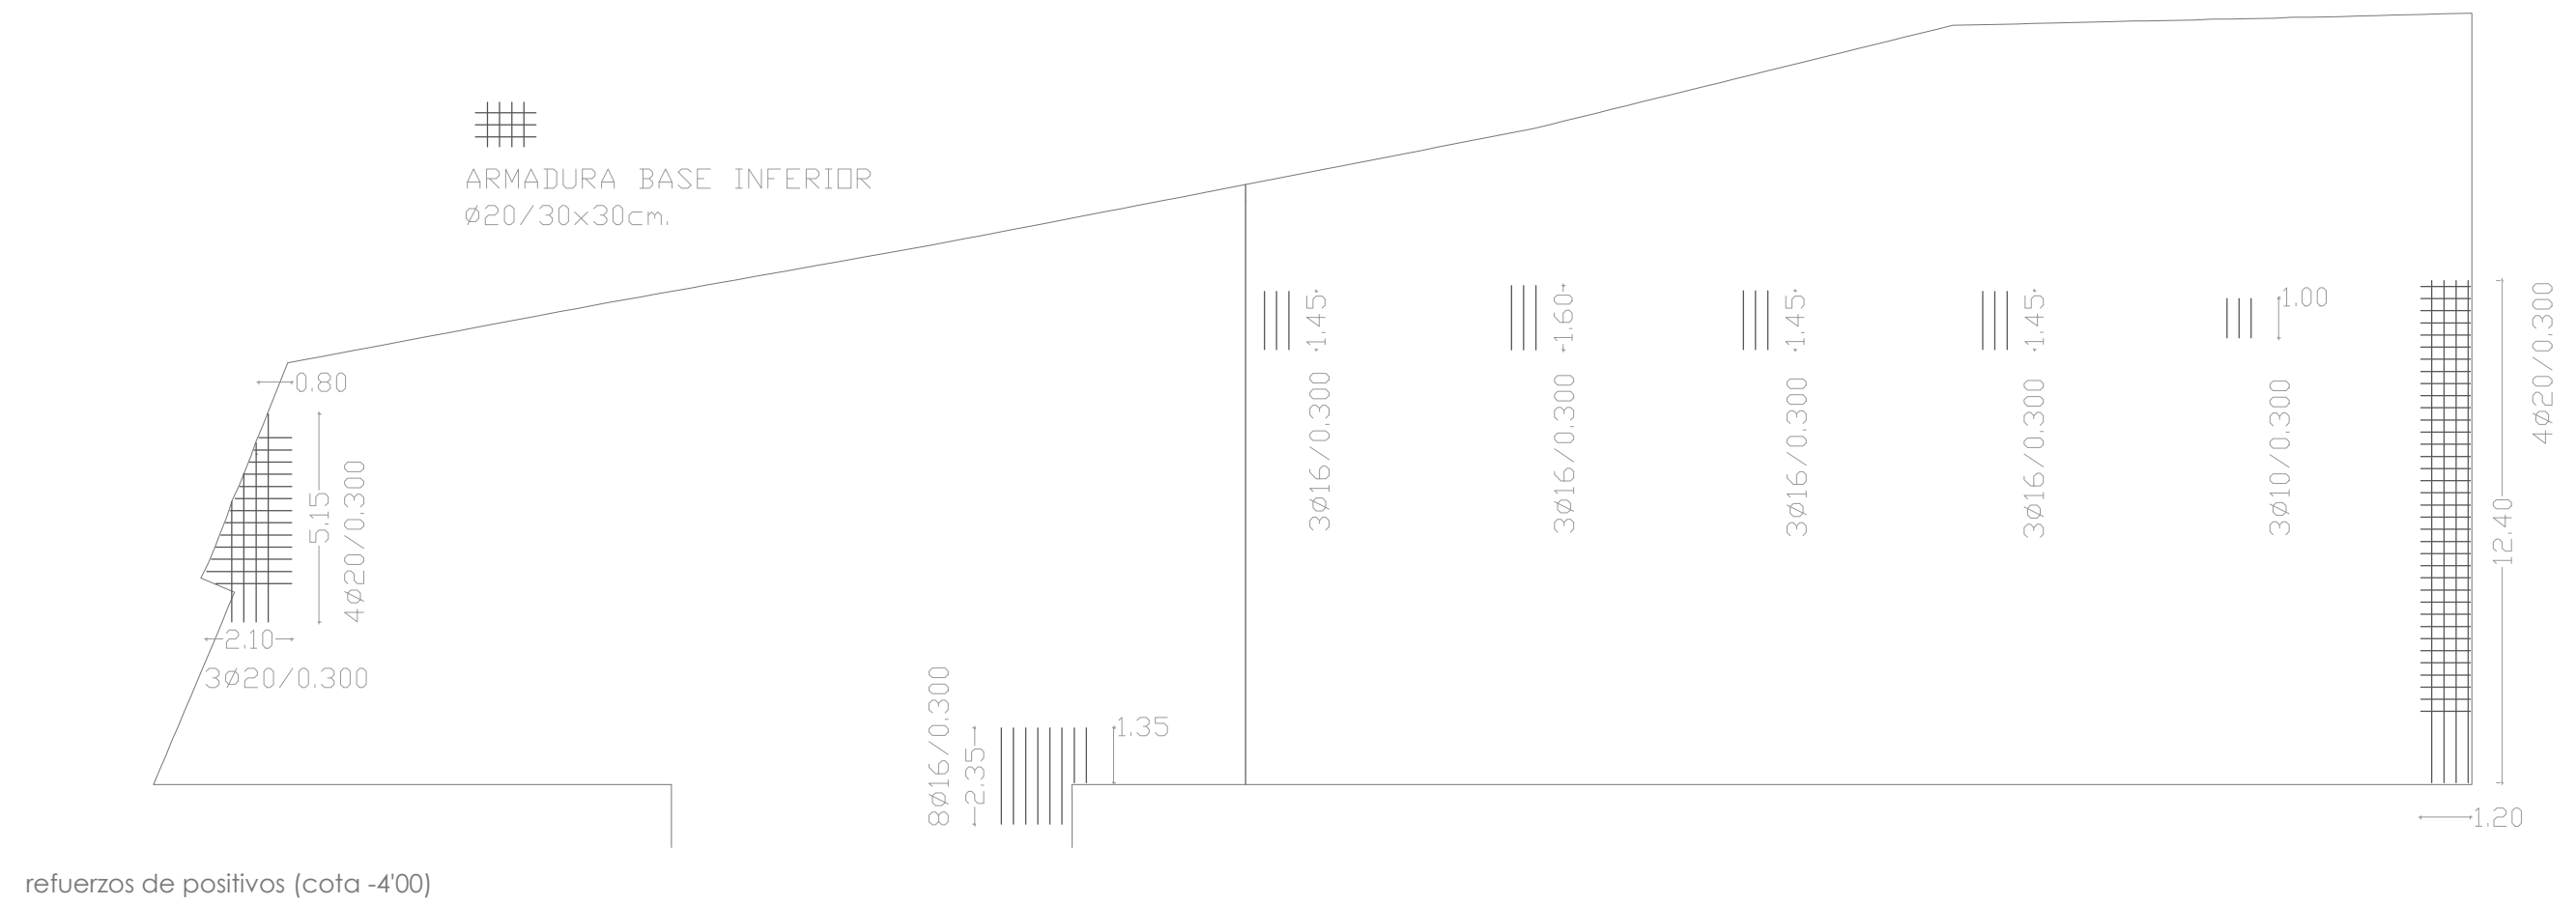 ARMADURA BASE INFERIOR
Ø20/30x30cm.
0.80
5.15
4Ø20/0.300
2.10
3Ø20/0.300
8Ø16/0.300
2.35
1.35
1.45
3Ø16/0.300
1.60
3Ø16/0.300
1.45
3Ø16/0.300
1.45
3Ø16/0.300
1.00
3Ø10/0.300
4Ø20/0.300
12.40
1.20
refuerzos de positivos (cota -4'00)